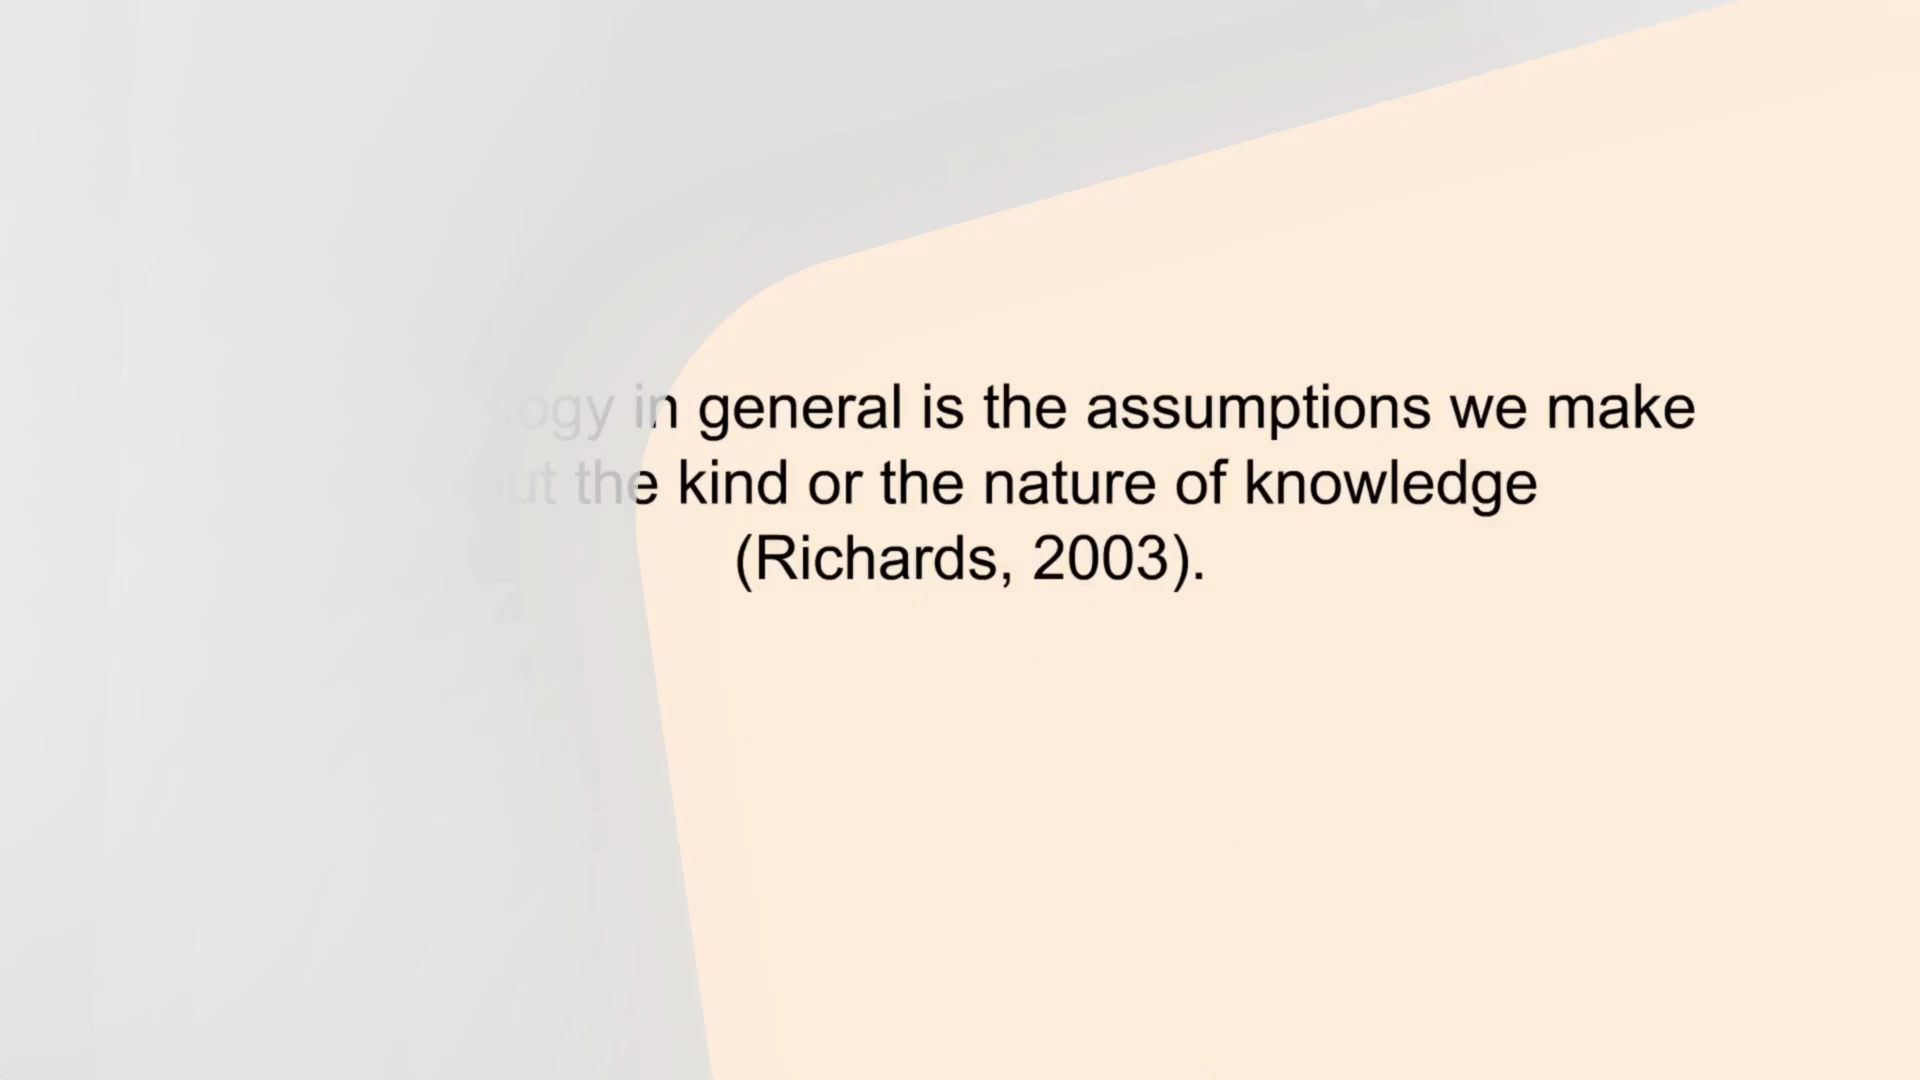 in general is the assumptions we make
the kind or the nature of knowledge
(Richards, 2003).